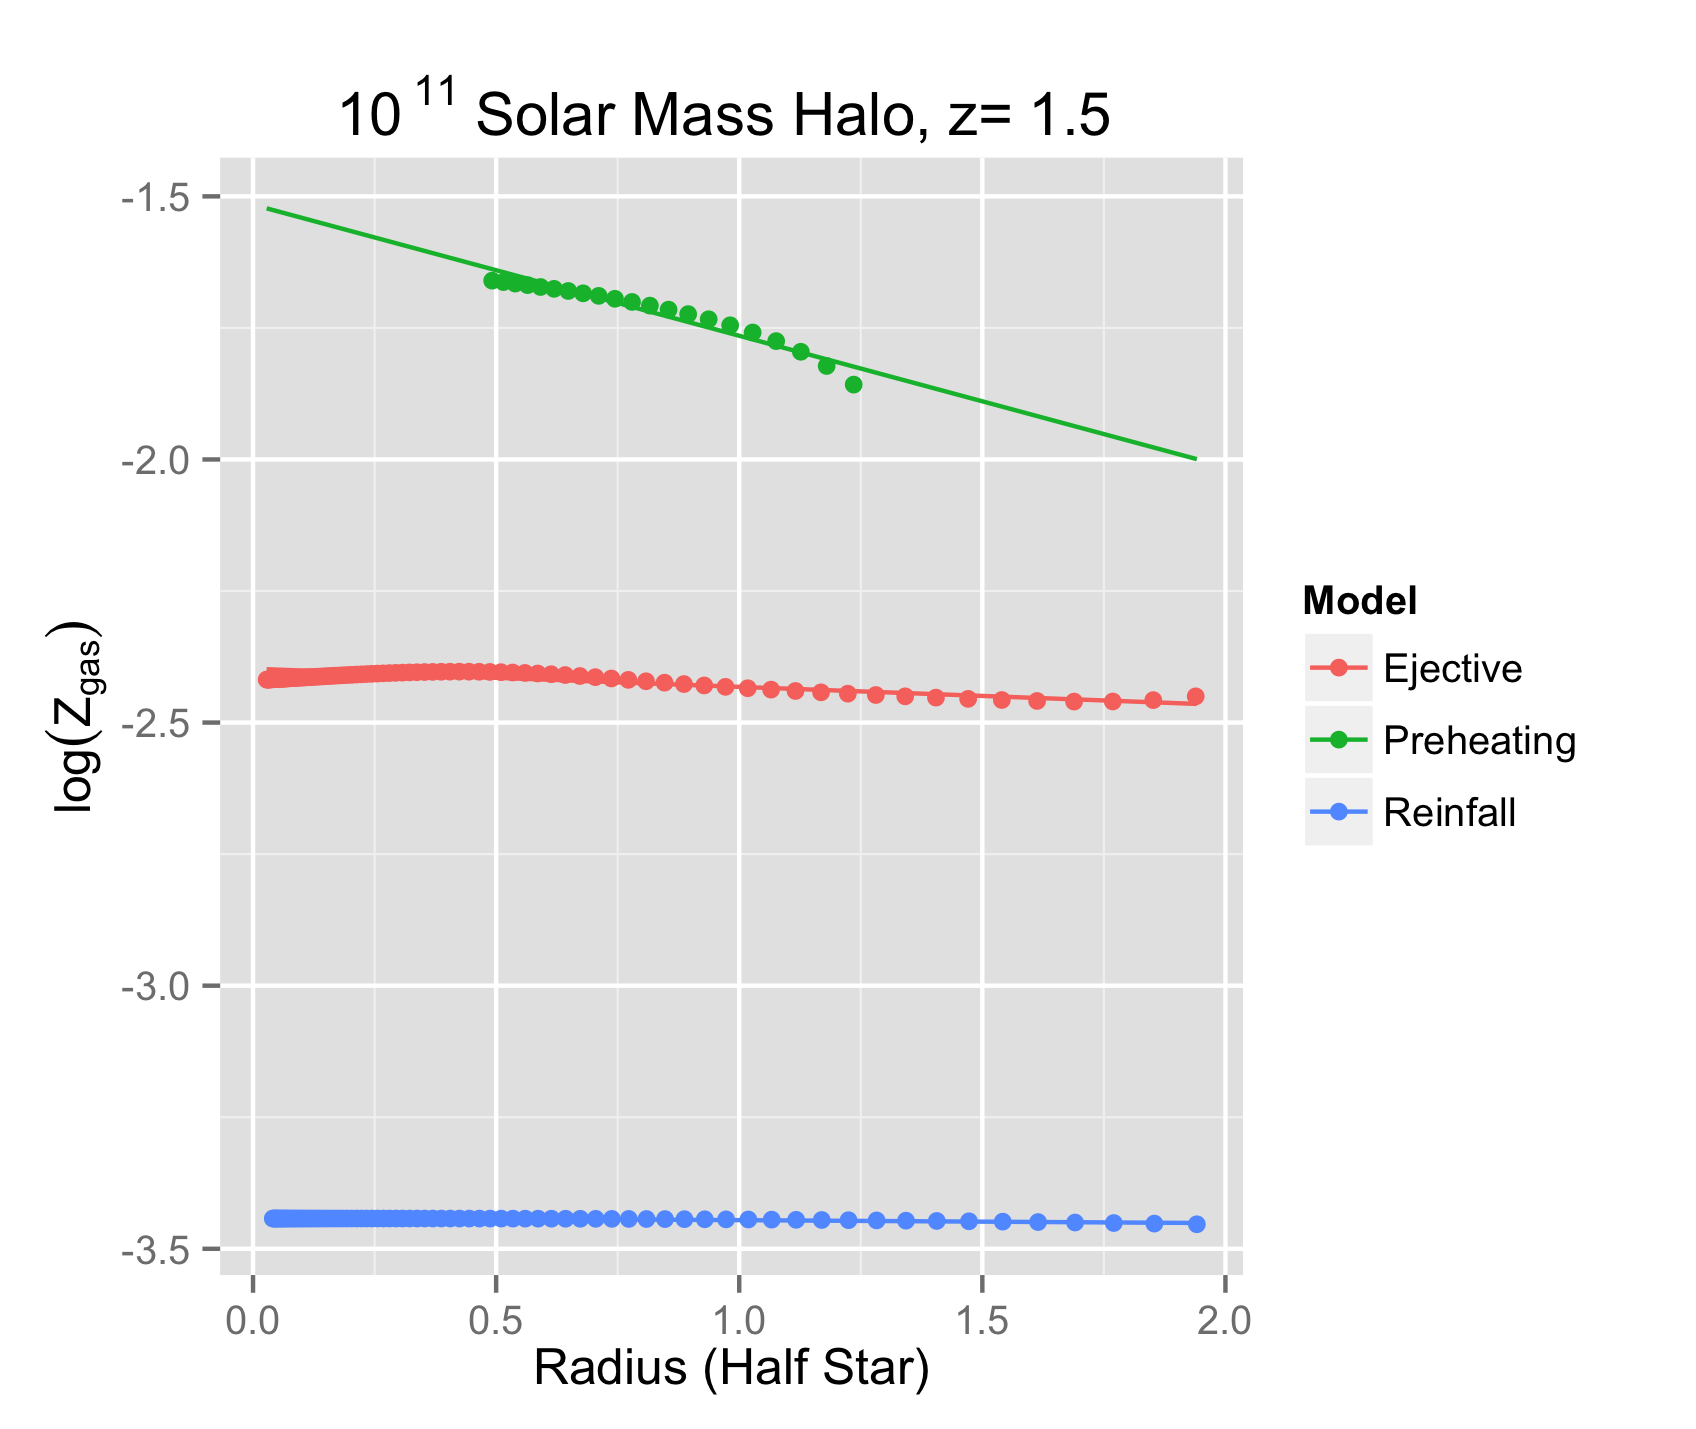 10 11 Solar Mass Halo, z= 1.5
-1.5
-2.0
-2.5
-3.0
-3.5
log(Zgas)
0.0 0.5 1.0 1.5 2.0
Radius (Half Star)
Model
Ejective
Preheating
Reinfall